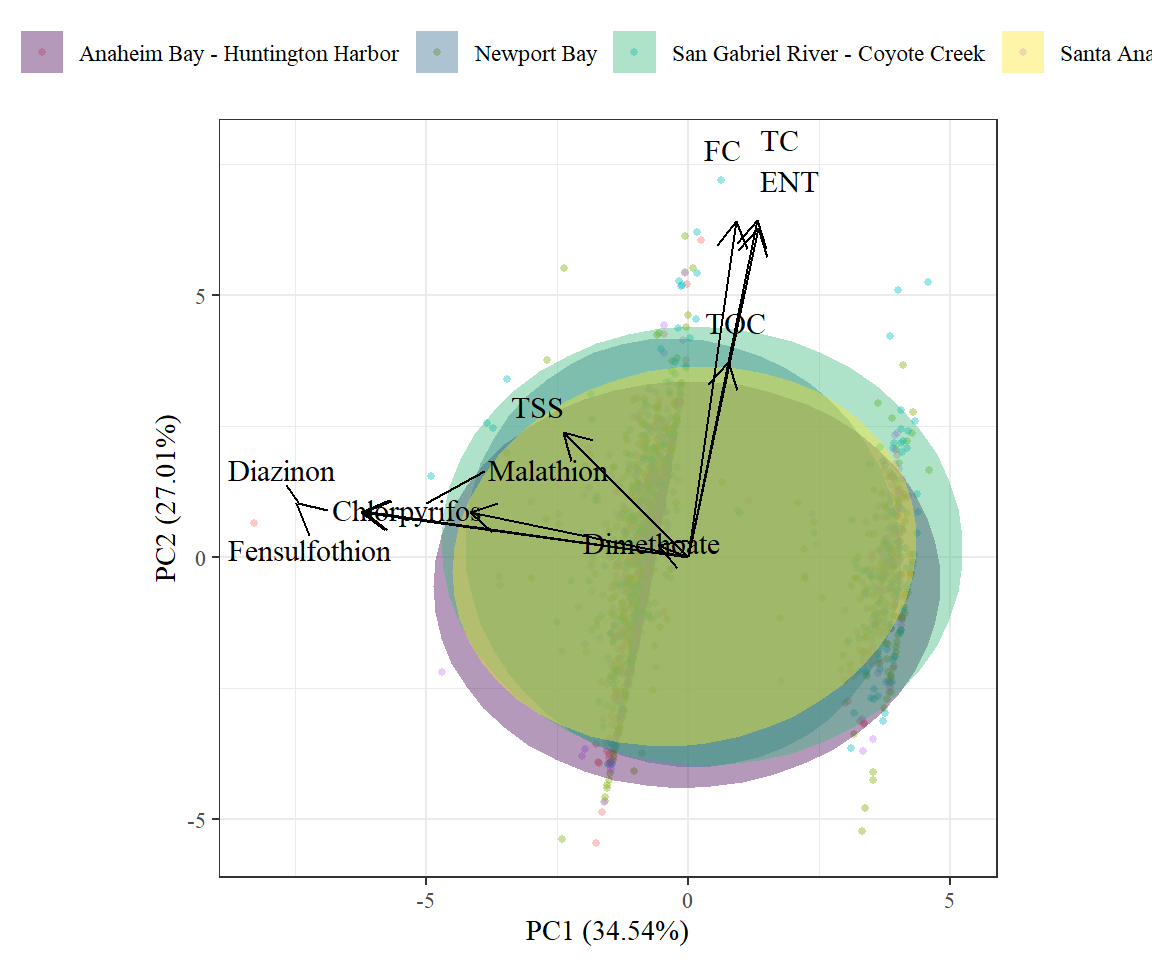 Anaheim Bay - Huntington Harbor Newport Bay San Gabriel River - Coyote Creek Santa Ana
FC TC
ENT
5
TOC
TSS
Diazinon Malathion
Chlorpyrifos
Fensulfothion Dimethoate
0
-5
-5 0 5
PC1 (34.54%)
PC2 (27.01%)